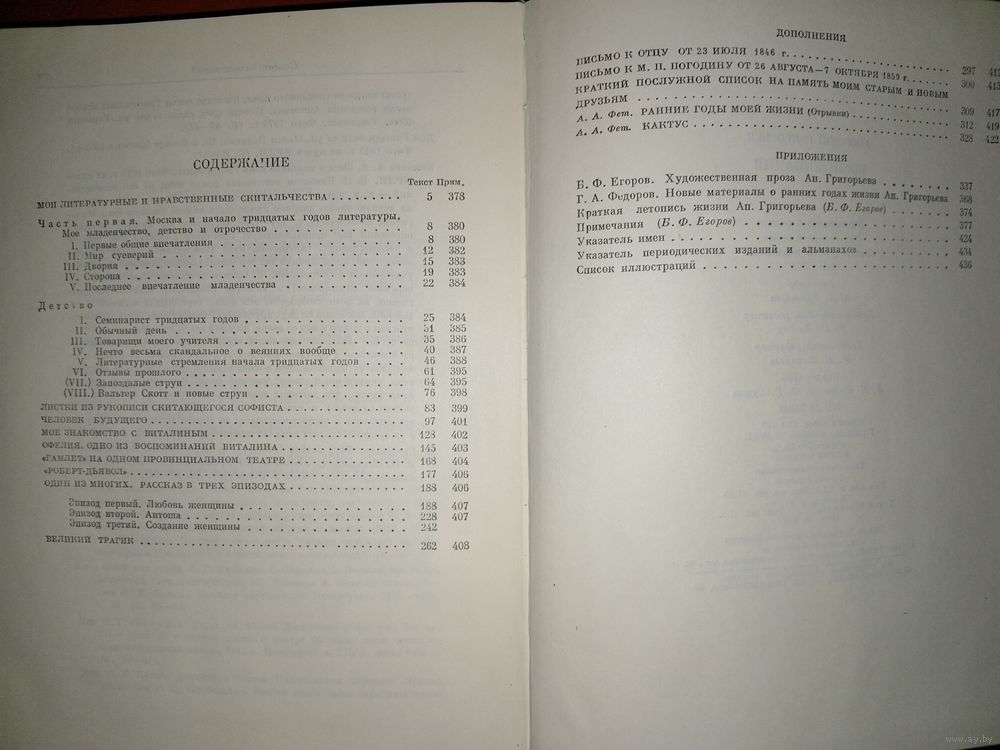 СОДЕРЖАНИЕ
Текст Прим.
МОИ ЛИТЕРАТУРНЫЕ И НРАВСТВЕННЫЕ СКИТАЛЬЧЕСТВА . . . . . . . . . 5 378
Часть первая. Москва и начало тридцатых годов литературы.
Мое младенчество, детство и отрочество . . . . . . . . . . . . 8 380
I. Первые общие впечатления . . . . . . . . . . . . . . . . 8 380
II. Мир суеверий . . . . . . . . . . . . . . . . . . . . . 12 382
III. Дворня . . . . . . . . . . . . . . . . . . . . . . . 15 383
IV. Сторона . . . . . . . . . . . . . . . . . . . . . . . 19 383
V. Последнее впечатление младенчества . . . . . . . . . . . 22 384
Детство
I. Семинарист тридцатых годов . . . . . . . . . . . . . . 25 384
II. Обычный день . . . . . . . . . . . . . . . . . . . . 31 385
III. Товарищи моего учителя . . . . . . . . . . . . . . . 35 386
IV. Нечто весьма скандальное о веяниях вообще . . . . . . 40 387
V. Литературные стремления начала тридцатых годов . . . . 46 388
VI. Отзывы прошлого . . . . . . . . . . . . . . . . . . . 61 395
(VII.) Запоздалые струи . . . . . . . . . . . . . . . . . 64 395
(VIII.) Вальтер Скотт и новые струи . . . . . . . . . . . . 76 398
ЛИСТКИ ИЗ РУКОПИСИ СКИТАЮЩЕГОСЯ СОФИСТА . . . . . . . . . . . . 83 399
ЧЕЛОВЕК БУДУЩЕГО . . . . . . . . . . . . . . . . . . . . . . . 97 401
МОЕ ЗНАКОМСТВО С ВИТАЛИНЫМ . . . . . . . . . . . . . . . . . . 123 402
ОФЕЛИЯ. ОДНО ИЗ ВОСПОМИНАНИЙ ВИТАЛИНА . . . . . . . . . . . . . 145 403
«ГАМЛЕТ» НА ОДНОМ ПРОВИНЦИАЛЬНОМ ТЕАТРЕ . . . . . . . . . . . . 168 404
«РОБЕРТ-ДЬЯВОЛ» . . . . . . . . . . . . . . . . . . . . . . . . 177 406
ОДИН ИЗ МНОГИХ. РАССКАЗ В ТРЕХ ЭПИЗОДАХ . . . . . . . . . . . . 188 406
Эпизод первый. Любовь женщины . . . . . . . . . . . . . . . . . 188 407
Эпизод второй. Антоша . . . . . . . . . . . . . . . . . . . . . 228 407
Эпизод третий. Создание женщины . . . . . . . . . . . . . . . . 242
ВЕЛИКИЙ ТРАГИК . . . . . . . . . . . . . . . . . . . . . . . . 262 408
ДОПОЛНЕНИЯ
ПИСЬМО К ОТЦУ ОТ 23 ИЮЛЯ 1846 г. . . . . . . . . . . . . . . . 297 412
ПИСЬМО К М. П. ПОГОДИНУ ОТ 26 АВГУСТА—7 ОКТЯБРЯ 1859 г. . . . . 300 413
КРАТКИЙ ПОСЛУЖНОЙ СПИСОК НА ПАМЯТЬ МОИМ СТАРЫМ И НОВЫМ
ДРУЗЬЯМ . . . . . . . . . . . . . . . . . . . . . . . . . . . 309 417
А. А. Фет. РАННИЕ ГОДЫ МОЕЙ ЖИЗНИ (Отрывки) . . . . . . . . . . 312 419
А. А. Фет. КАКТУС . . . . . . . . . . . . . . . . . . . . . . . 328 422
ПРИЛОЖЕНИЯ
Б. Ф. Егоров. Художественная проза Ап. Григорьева . . . . . . . 337
Г. А. Федоров. Новые материалы о ранних годах жизни Ап. Григорьева 368
Краткая летопись жизни Ап. Григорьева (Б. Ф. Егоров) . . . . . . 374
Примечания (Б. Ф. Егоров) . . . . . . . . . . . . . . . . . . . 377
Указатель имен . . . . . . . . . . . . . . . . . . . . . . . . 424
Указатель периодических изданий и альманахов . . . . . . . . . . 434
Список иллюстраций . . . . . . . . . . . . . . . . . . . . . . 436
www.ay.by